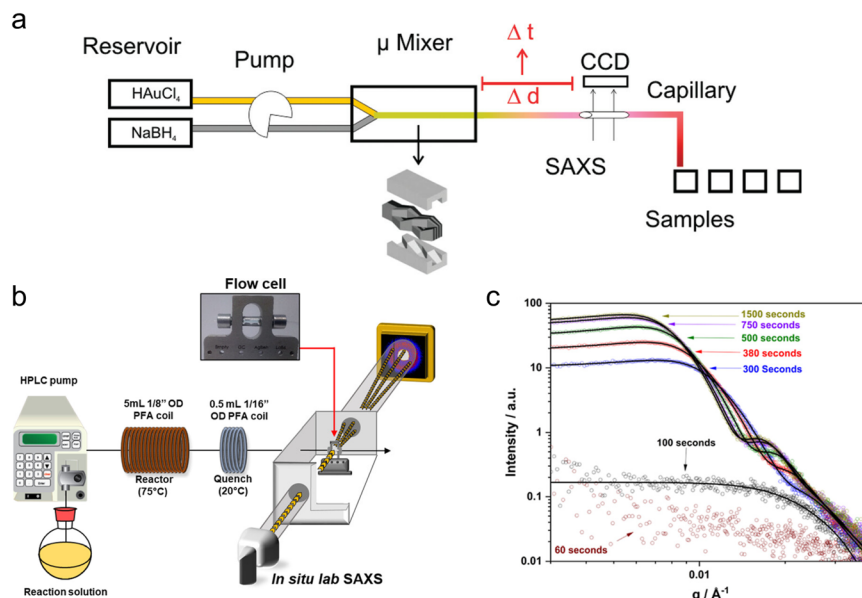 a
Reservoir
HAuCl₄
NaBH₄
Pump
μ Mixer
Δ t
Δ d
CCD
SAXS
Capillary
Samples
b
Flow cell
HPLC pump
5mL 1/8” OD
PFA coil
0.5 mL 1/16”
OD PFA coil
Reactor
(75°C)
Quench
(20°C)
Reaction solution
In situ lab SAXS
c
Intensity / a.u.
100
10
1
0.1
0.01
1500 seconds
750 seconds
500 seconds
380 seconds
300 Seconds
100 seconds
60 seconds
0.01
q / Å⁻¹